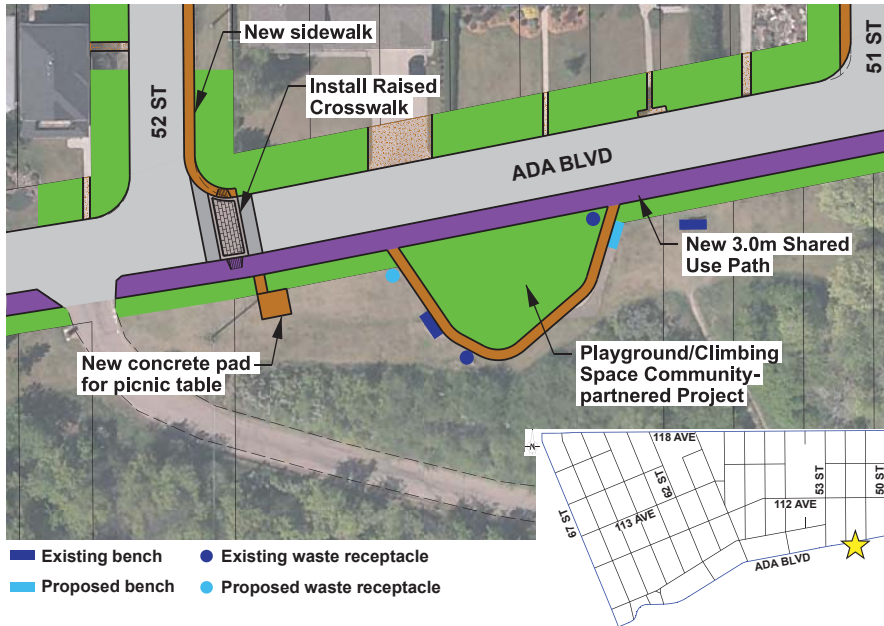 New sidewalk
Install Raised
Crosswalk
52 ST
51 ST
ADA BLVD
New 3.0m Shared
Use Path
New concrete pad
for picnic table
Playground/Climbing
Space Community-
partnered Project
118 AVE
62 ST
53 ST
50 ST
67 ST
113 AVE
112 AVE
ADA BLVD
N
Existing bench
Existing waste receptacle
Proposed bench
Proposed waste receptacle